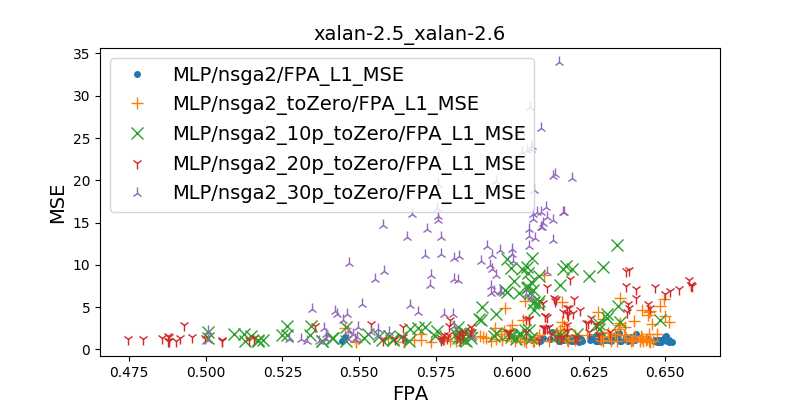 xalan-2.5_xalan-2.6
MLP/nsga2/FPA_L1_MSE
MLP/nsga2_toZero/FPA_L1_MSE
MLP/nsga2_10p_toZero/FPA_L1_MSE
MLP/nsga2_20p_toZero/FPA_L1_MSE
MLP/nsga2_30p_toZero/FPA_L1_MSE
MSE
35
30
25
20
15
10
5
0
0.475 0.500 0.525 0.550 0.575 0.600 0.625 0.650
FPA